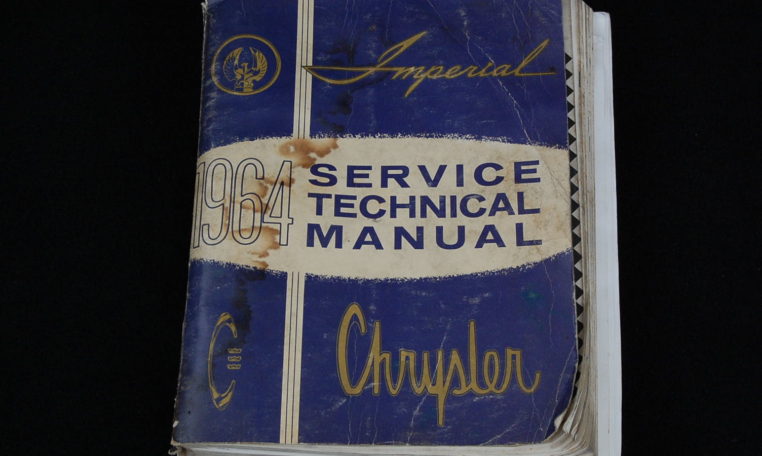 Imperial
1964
SERVICE
TECHNICAL
MANUAL
Chrysler